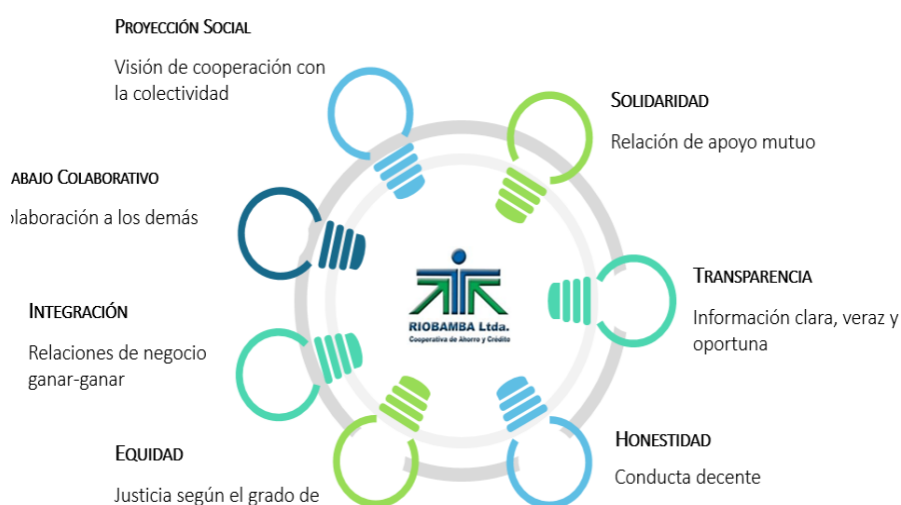 PROYECCIÓN SOCIAL
Visión de cooperación con
la colectividad
SOLIDARIDAD
Relación de apoyo mutuo
ABAJO COLABORATIVO
olaboración a los demás
TRANSPARENCIA
Información clara, veraz y
oportuna
INTEGRACIÓN
Relaciones de negocio
ganar-ganar
RIOBAMBA Ltda.
Cooperativa de Ahorro y Crédito
HONESTIDAD
Conducta decente
EQUIDAD
Justicia según el grado de